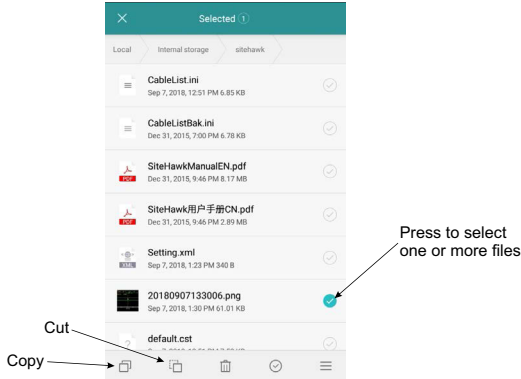 Selected 1
Local Internal storage sitehawk
CableList.ini
Sep 7, 2018, 12:51 PM 6.85 KB
CableListBak.ini
Dec 31, 2015, 7:00 PM 6.78 KB
SiteHawkManualEN.pdf
PDF
Dec 31, 2015, 9:46 PM 8.17 MB
SiteHawk用户手册CN.pdf
PDF
Dec 31, 2015, 9:46 PM 2.89 MB
Setting.xml
XML
Sep 7, 2018, 1:23 PM 340 B
Press to select
one or more files
20180907133006.png
Sep 7, 2018, 1:30 PM 61.01 KB
Cut
default.cst
?
Copy